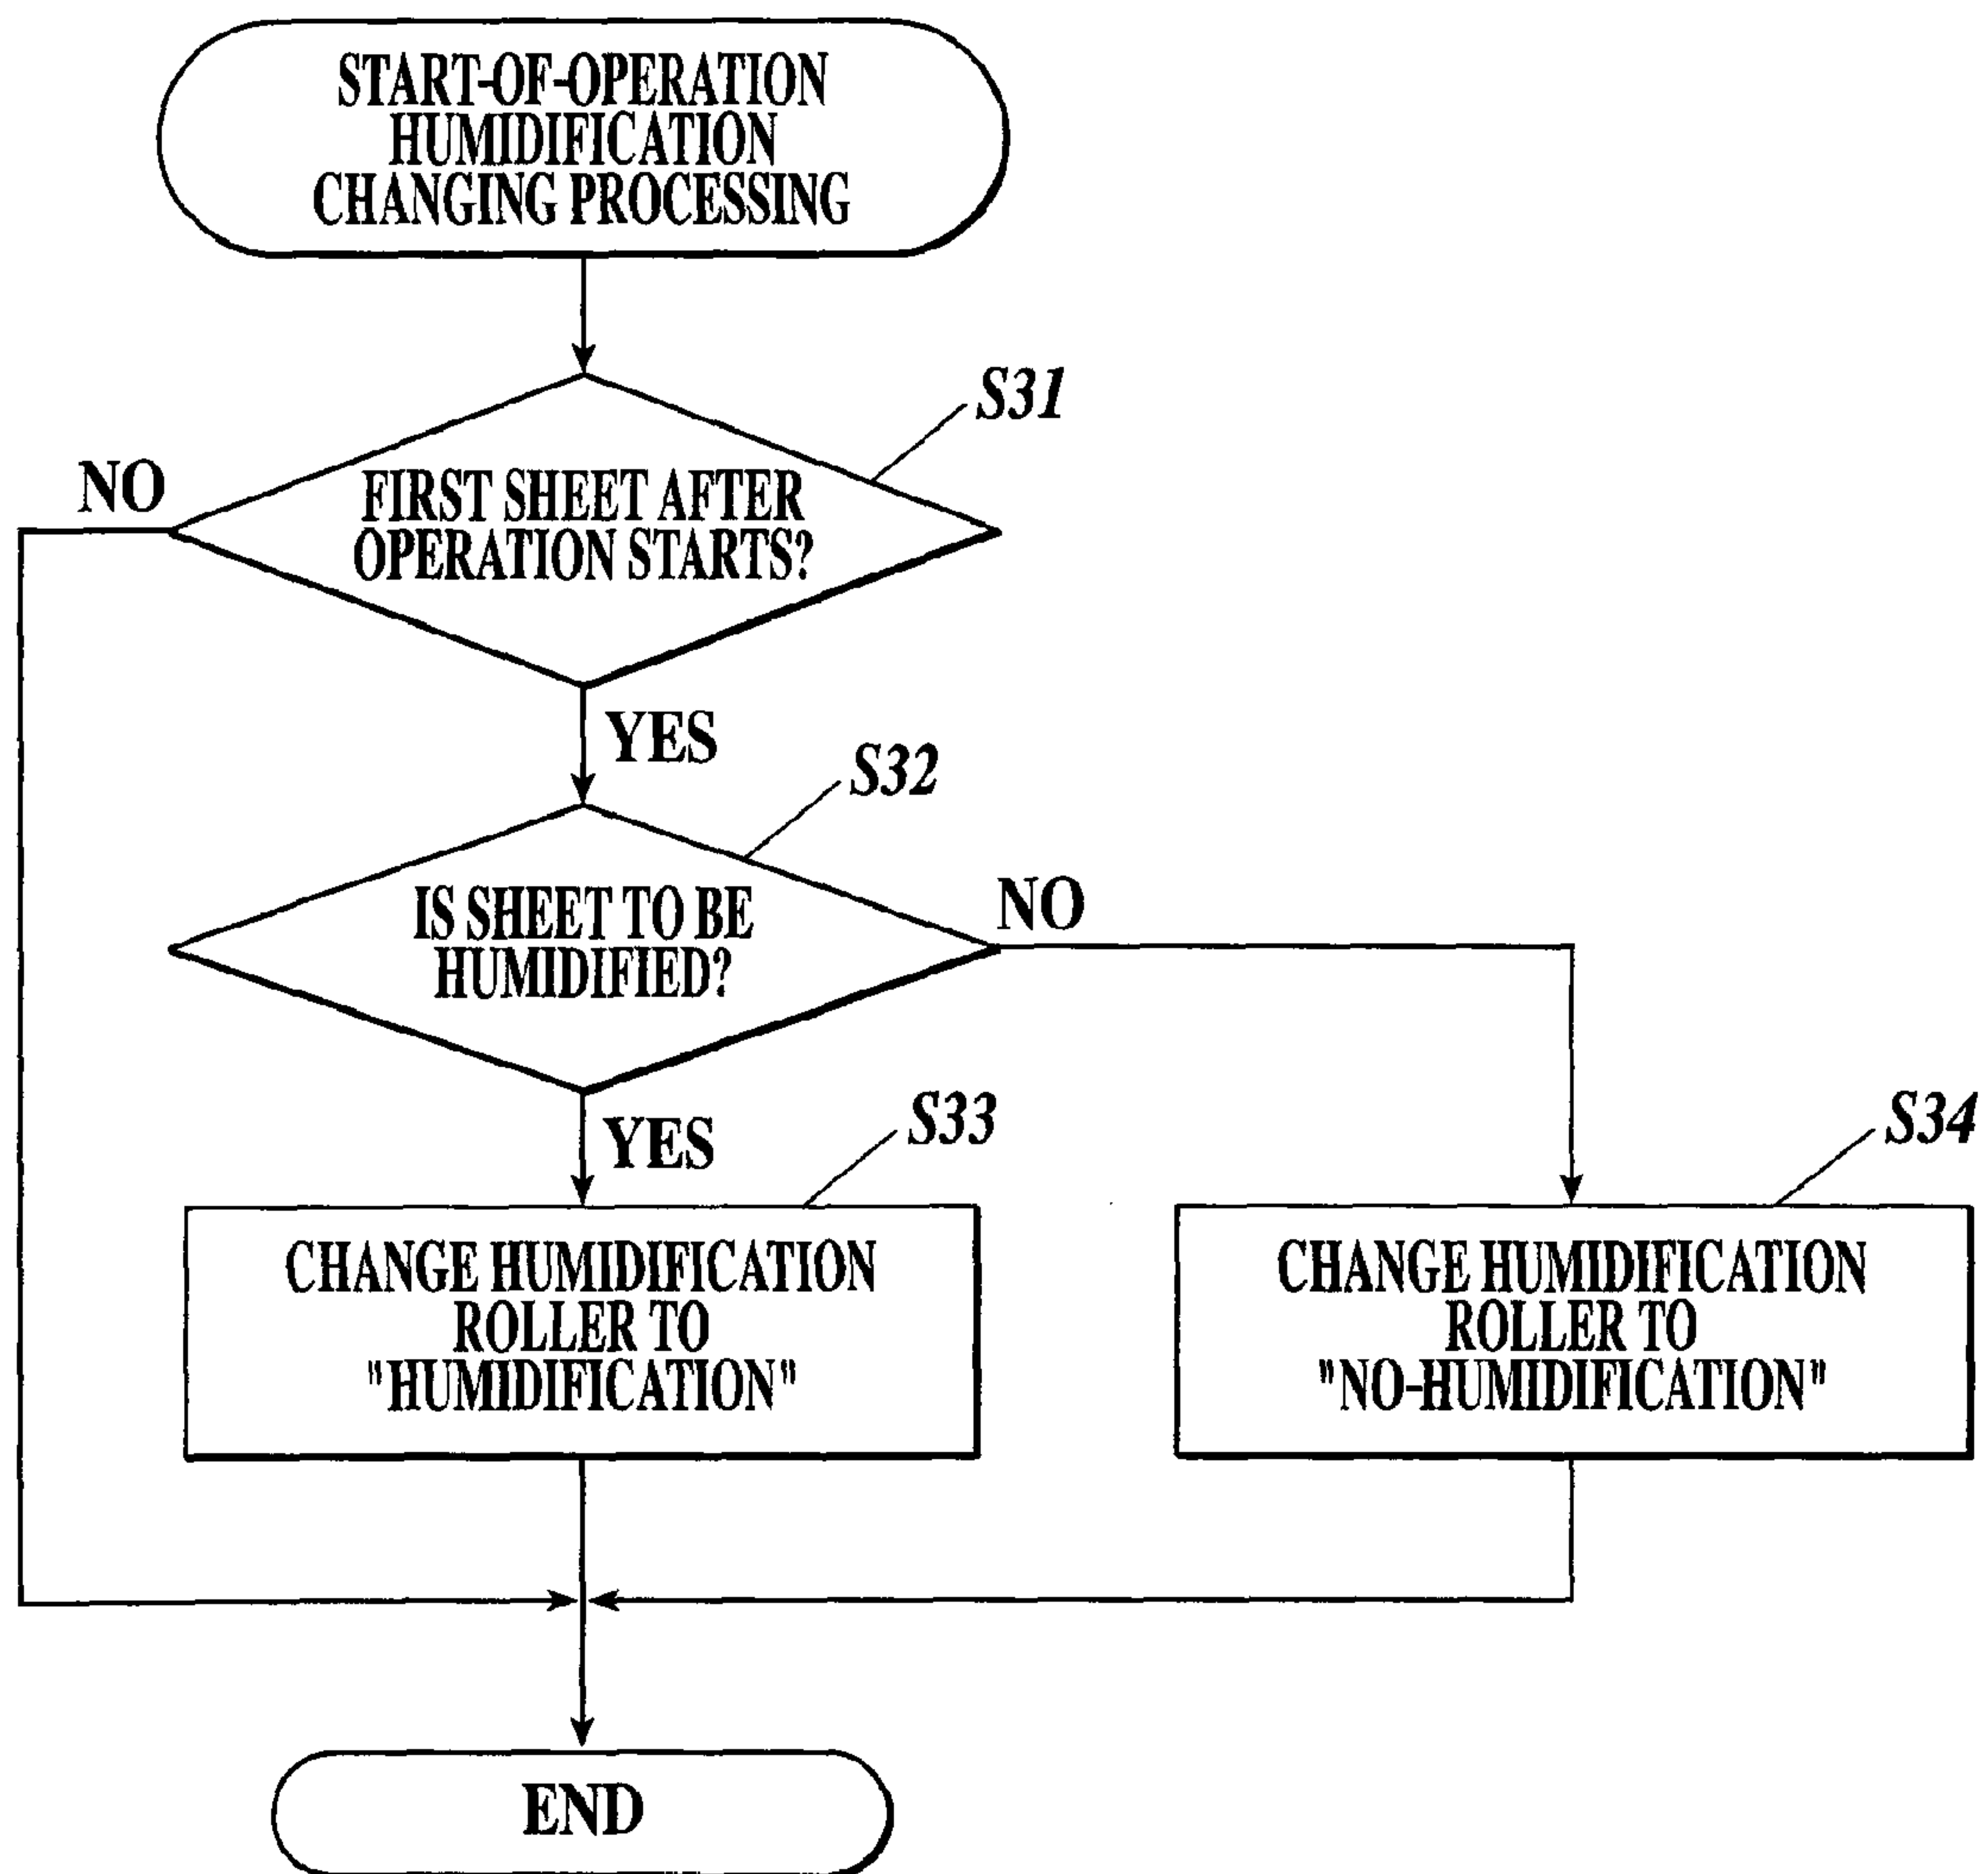 START-OF-OPERATION
HUMIDIFICATION
CHANGING PROCESSING
S31
NO
FIRST SHEET AFTER
OPERATION STARTS?
YES
S32
IS SHEET TO BE
HUMIDIFIED?
NO
YES
S33
S34
CHANGE HUMIDIFICATION
ROLLER TO
"HUMIDIFICATION"
CHANGE HUMIDIFICATION
ROLLER TO
"NO-HUMIDIFICATION"
END